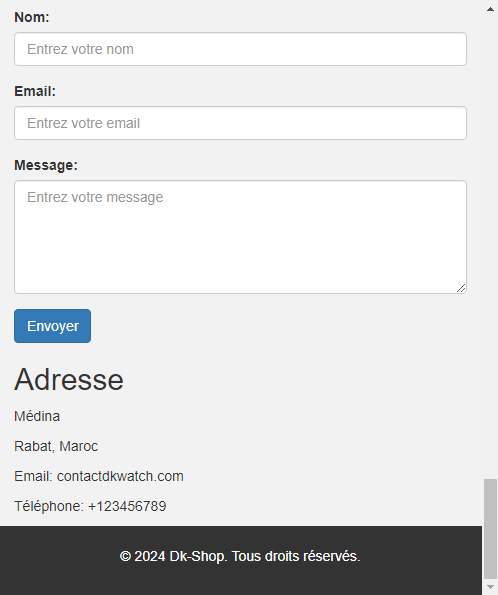 Nom:
Entrez votre nom
Email:
Entrez votre email
Message:
Entrez votre message
Envoyer
Adresse
Médina
Rabat, Maroc
Email: contactdkwatch.com
Téléphone: +123456789
© 2024 Dk-Shop. Tous droits réservés.